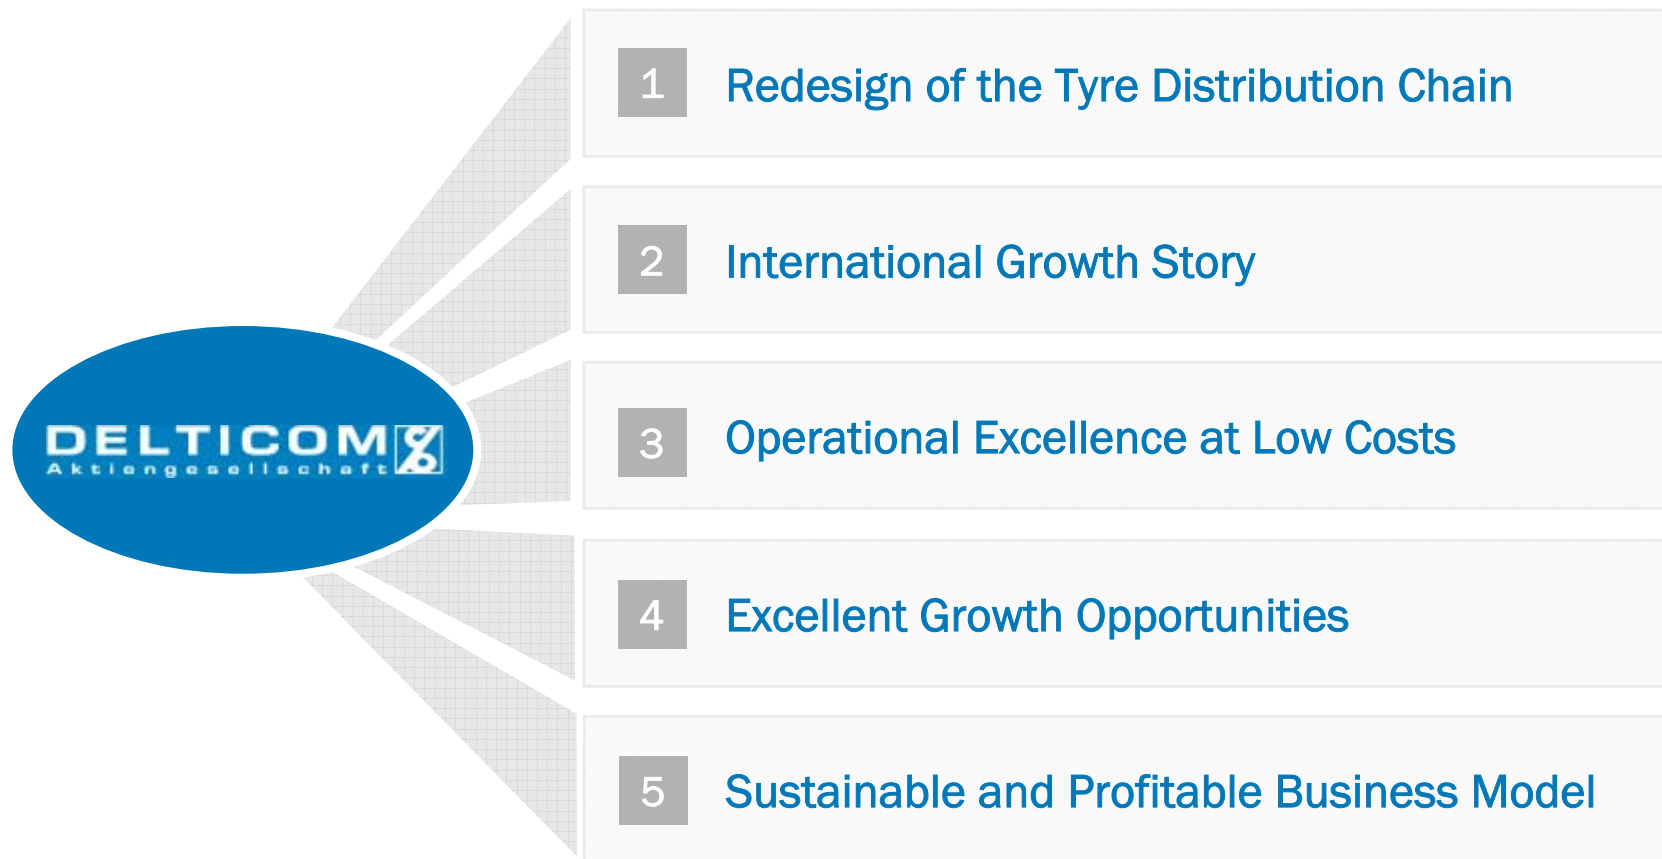 1 Redesign of the Tyre Distribution Chain
2 International Growth Story
DELTICOM
Aktiengesellschaft
3 Operational Excellence at Low Costs
4 Excellent Growth Opportunities
5 Sustainable and Profitable Business Model